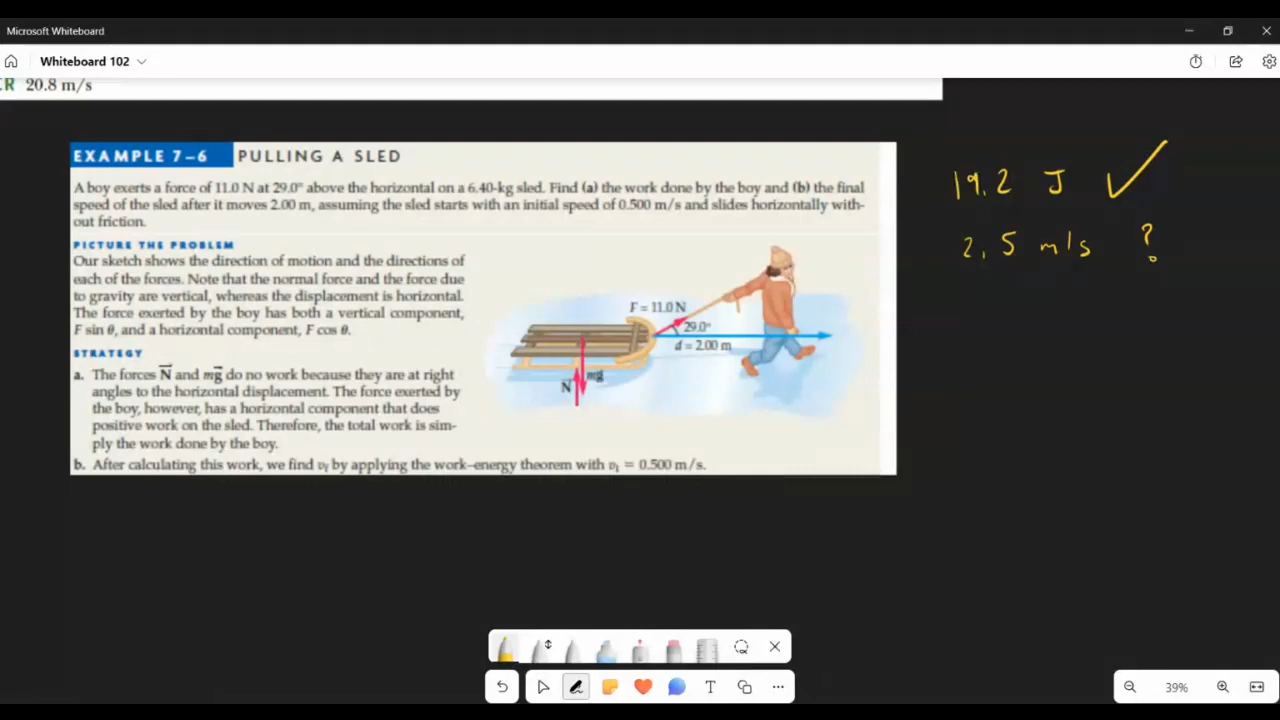 Microsoft Whiteboard
Whiteboard 102
ER 20.8 m/s
EXAMPLE 7–6 PULLING A SLED
A boy exerts a force of 11.0 N at 29.0° above the horizontal on a 6.40-kg sled. Find (a) the work done by the boy and (b) the final
speed of the sled after it moves 2.00 m, assuming the sled starts with an initial speed of 0.500 m/s and slides horizontally with-
out friction.
PICTURE THE PROBLEM
Our sketch shows the direction of motion and the directions of
each of the forces. Note that the normal force and the force due
to gravity are vertical, whereas the displacement is horizontal.
The force exerted by the boy has both a vertical component,
F sin θ, and a horizontal component, F cos θ.
STRATEGY
a. The forces N⃗ and mg⃗ do no work because they are at right
angles to the horizontal displacement. The force exerted by
the boy, however, has a horizontal component that does
positive work on the sled. Therefore, the total work is sim-
ply the work done by the boy.
b. After calculating this work, we find vf by applying the work–energy theorem with vi = 0.500 m/s.
F = 11.0 N
29.0°
d = 2.00 m
N⃗
mg⃗
19.2 J ✓
2.5 m/s ?
T
39%